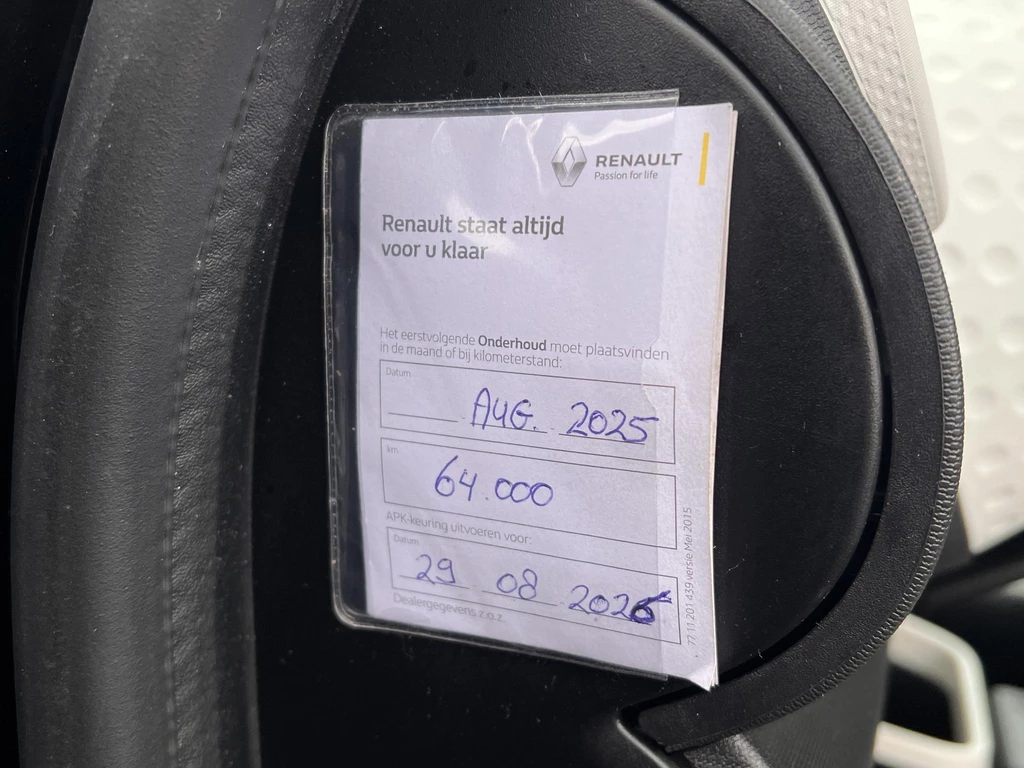 RENAULT
Passion for life
Renault staat altijd
voor u klaar
Het eerstvolgende Onderhoud moet plaatsvinden
in de maand of bij kilometerstand:
Datum
AUG. 2025
km
64.000
APK-keuring uitvoeren voor:
Datum
29 08
Dealergegevens z.o.z.
77 11 201 439 versie Mei 2015